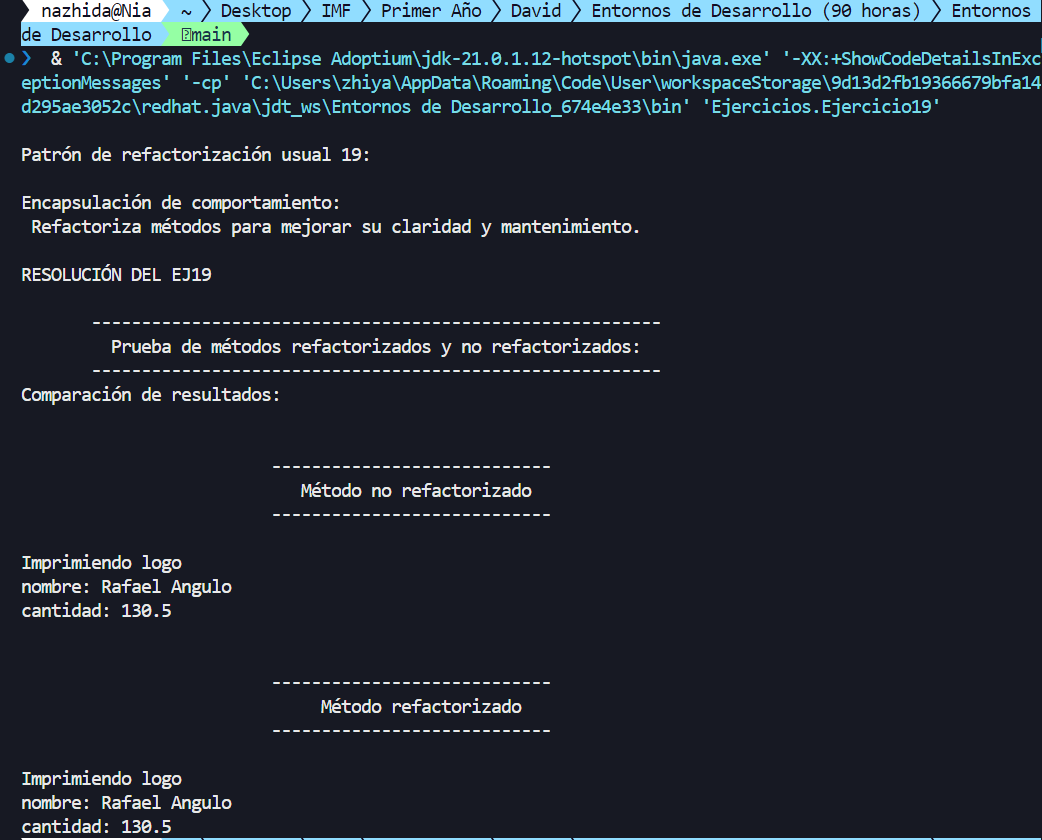 nazhida@Nia ~ Desktop IMF Primer Año David Entornos de Desarrollo (90 horas) Entornos
de Desarrollo main
& 'C:\Program Files\Eclipse Adoptium\jdk-21.0.1.12-hotspot\bin\java.exe' '-XX:+ShowCodeDetailsInExc
eptionMessages' '-cp' 'C:\Users\zhiya\AppData\Roaming\Code\User\workspaceStorage\9d13d2fb19366679bfa14
d295ae3052c\redhat.java\jdt_ws\Entornos de Desarrollo_674e4e33\bin' 'Ejercicios.Ejercicio19'
Patrón de refactorización usual 19:
Encapsulación de comportamiento:
Refactoriza métodos para mejorar su claridad y mantenimiento.
RESOLUCIÓN DEL EJ19
---------------------------------------------------------
Prueba de métodos refactorizados y no refactorizados:
---------------------------------------------------------
Comparación de resultados:
----------------------------
Método no refactorizado
----------------------------
Imprimiendo logo
nombre: Rafael Angulo
cantidad: 130.5
----------------------------
Método refactorizado
----------------------------
Imprimiendo logo
nombre: Rafael Angulo
cantidad: 130.5